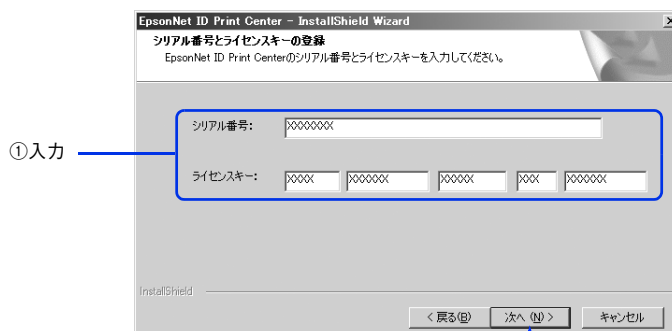 EpsonNet ID Print Center - InstallShield Wizard
シリアル番号とライセンスキーの登録
EpsonNet ID Print Centerのシリアル番号とライセンスキーを入力してください。
シリアル番号: XXXXXXX
①入力
ライセンスキー: XXXX XXXXXX XXXXX XXX XXXXXX
InstallShield
< 戻る(B) 次へ (N) > キャンセル